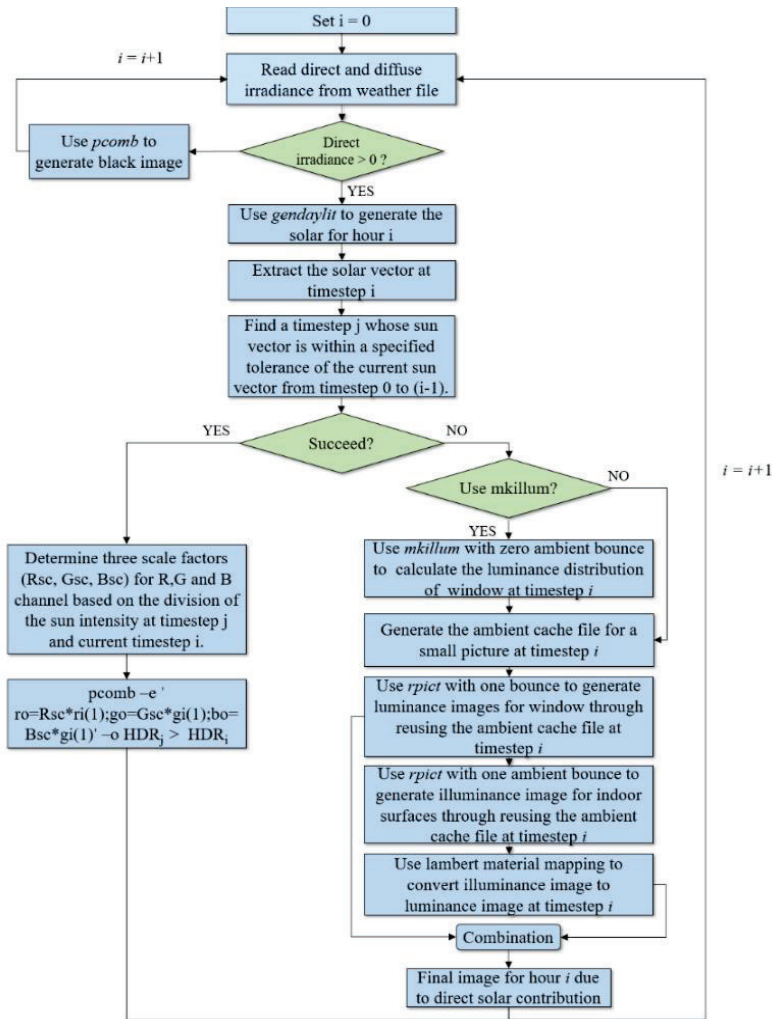 Set i = 0
i = i+1
Read direct and diffuse
irradiance from weather file
Use pcomb to
generate black image
Direct
irradiance > 0 ?
YES
Use gendaylit to generate the
solar for hour i
Extract the solar vector at
timestep i
Find a timestep j whose sun
vector is within a specified
tolerance of the current sun
vector from timestep 0 to (i-1).
YES
Succeed?
NO
i = i+1
Use mkillum?
NO
YES
Determine three scale factors
(Rsc, Gsc, Bsc) for R,G and B
channel based on the division of
the sun intensity at timestep j
and current timestep i.
pcomb –e '
ro=Rsc*ri(1);go=Gsc*gi(1);bo=
Bsc*gi(1)' –o HDRj > HDRi
Use mkillum with zero ambient bounce
to calculate the luminance distribution
of window at timestep i
Generate the ambient cache file for a
small picture at timestep i
Use rpict with one bounce to generate
luminance images for window through
reusing the ambient cache file at
timestep i
Use rpict with one ambient bounce to
generate illuminance image for indoor
surfaces through reusing the ambient
cache file at timestep i
Use lambert material mapping to
convert illuminance image to
luminance image at timestep i
Combination
Final image for hour i due
to direct solar contribution